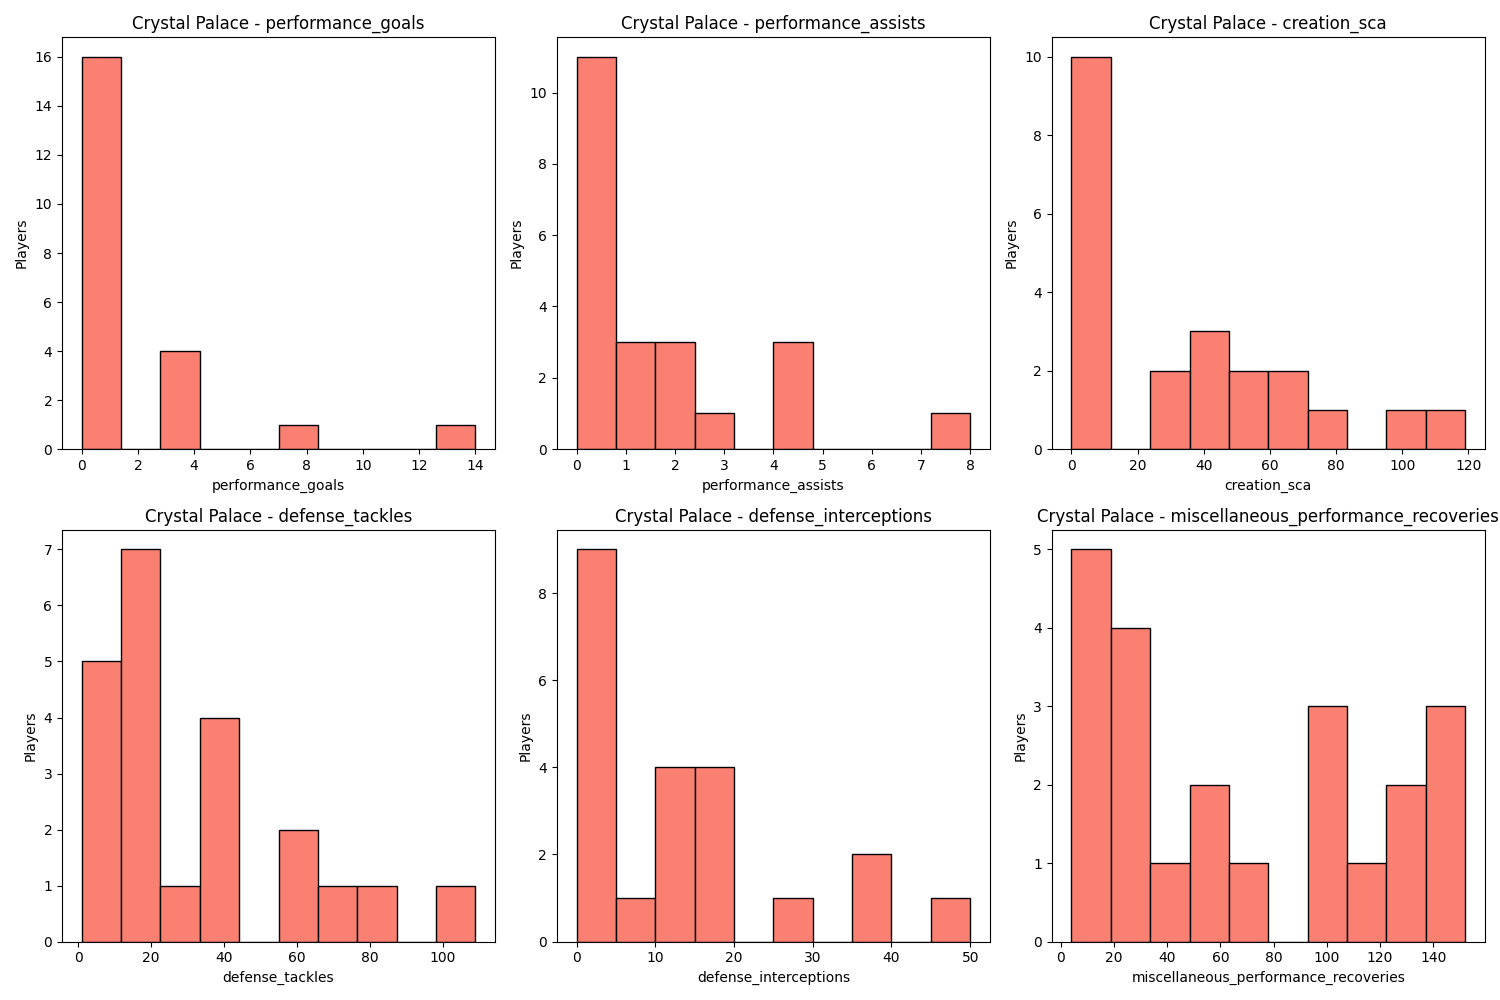 Crystal Palace - performance_goals
Players
16
14
12
10
8
6
4
2
0
0 2 4 6 8 10 12 14
performance_goals
Crystal Palace - performance_assists
Players
10
8
6
4
2
0
0 1 2 3 4 5 6 7 8
performance_assists
Crystal Palace - creation_sca
Players
10
8
6
4
2
0
0 20 40 60 80 100 120
creation_sca
Crystal Palace - defense_tackles
Players
7
6
5
4
3
2
1
0
0 20 40 60 80 100
defense_tackles
Crystal Palace - defense_interceptions
Players
8
6
4
2
0
0 10 20 30 40 50
defense_interceptions
Crystal Palace - miscellaneous_performance_recoveries
Players
5
4
3
2
1
0
0 20 40 60 80 100 120 140
miscellaneous_performance_recoveries